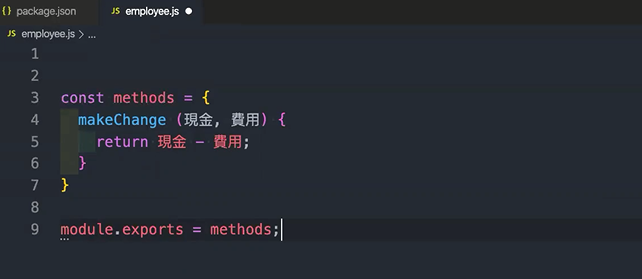 {} package.json
JS employee.js ●
JS employee.js > ...
1
2
3 const methods = {
4 makeChange (現金, 費用) {
5 return 現金 - 費用;
6 }
7 }
8
9 module.exports = methods;